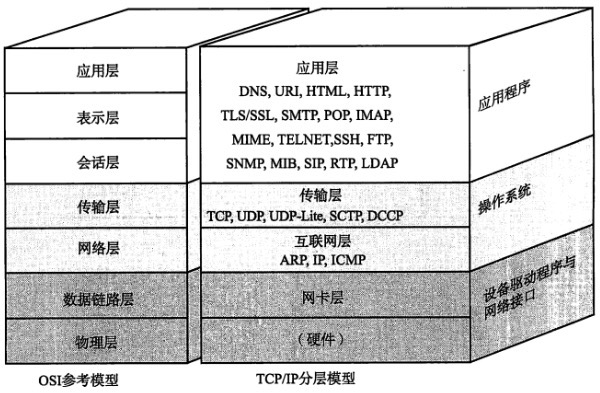 应用层
表示层
会话层
传输层
网络层
数据链路层
物理层
OSI参考模型
应用层
DNS, URI, HTML, HTTP,
TLS/SSL, SMTP, POP, IMAP,
MIME, TELNET,SSH, FTP,
SNMP, MIB, SIP, RTP, LDAP
传输层
TCP, UDP, UDP-Lite, SCTP, DCCP
互联网层
ARP, IP, ICMP
网卡层
（硬件）
TCP/IP分层模型
应用程序
操作系统
设备驱动程序与
网络接口